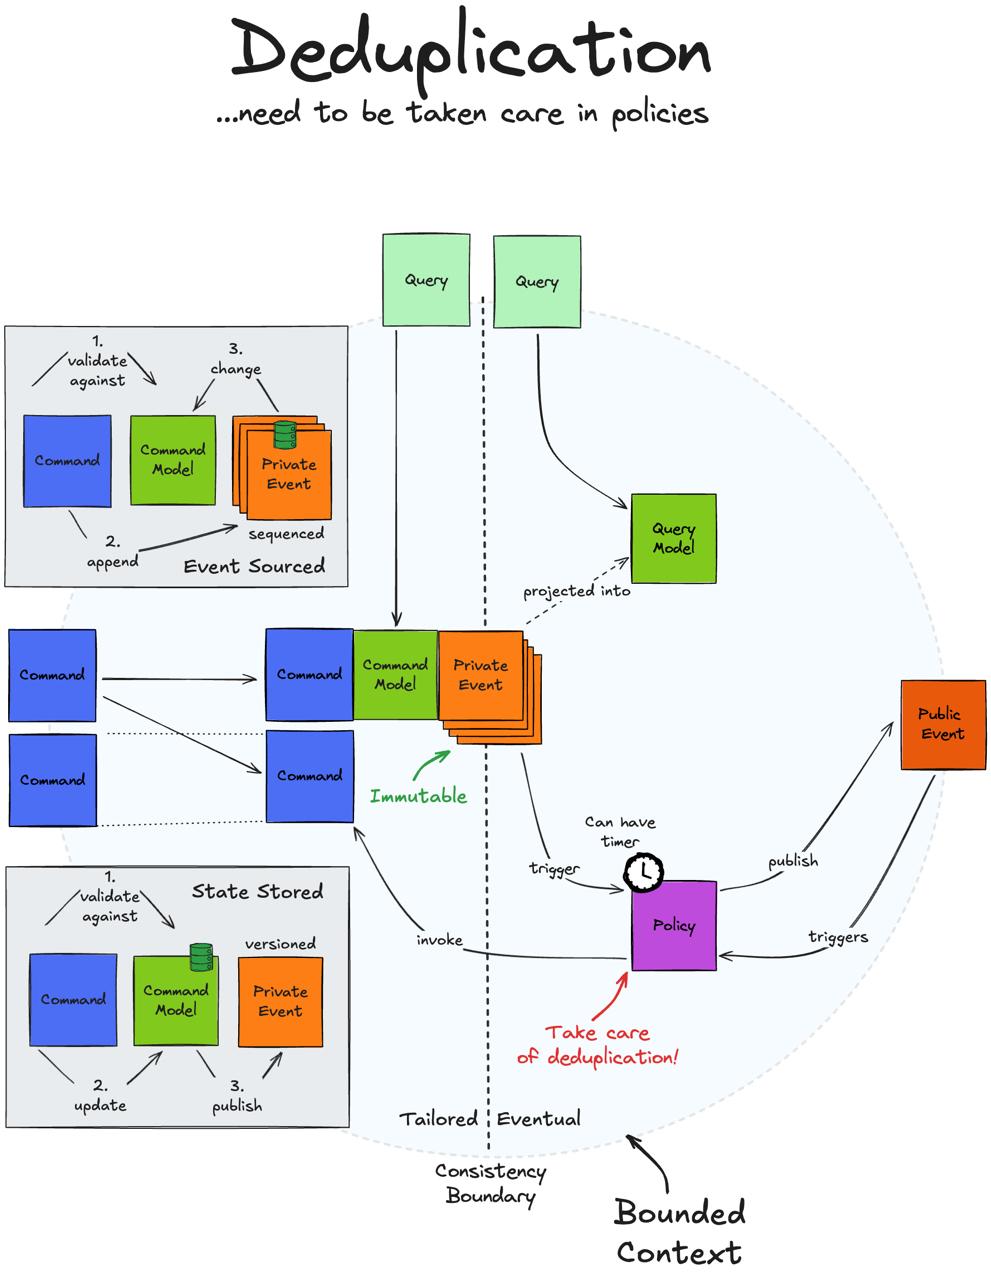 Deduplication
...need to be taken care in policies
Query
Query
1.
validate
against
3.
change
Command
Command
Model
Private
Event
2.
append
sequenced
Event Sourced
Query
Model
projected into
Command
Command
Command
Model
Private
Event
Command
Command
Immutable
Public
Event
Can have
timer
trigger
publish
Policy
invoke
triggers
Take care
of deduplication!
1.
validate
against
State Stored
versioned
Command
Command
Model
Private
Event
2.
update
3.
publish
Tailored
Eventual
Consistency
Boundary
Bounded
Context